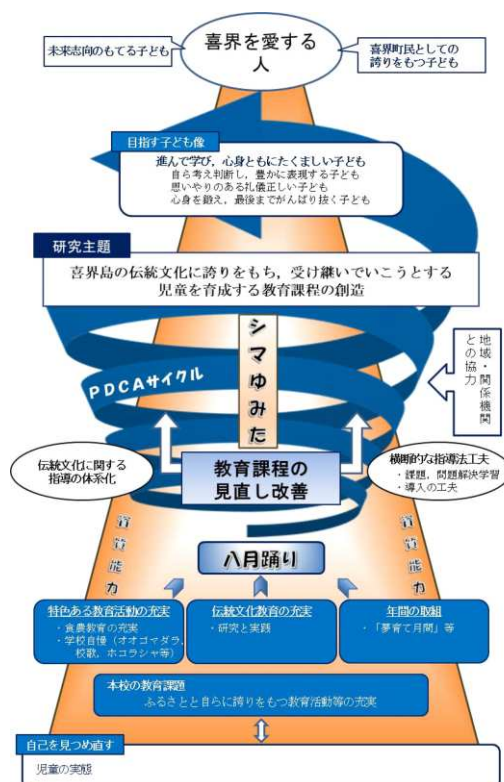 喜界を愛する
人
未来志向のもてる子ども
喜界町民としての
誇りをもつ子ども
目指す子ども像
進んで学び，心身ともにたくましい子ども
自ら考え判断し，豊かに表現する子ども
思いやりのある礼儀正しい子ども
心身を鍛え，最後までがんばり抜く子ども
研究主題
喜界島の伝統文化に誇りをもち，受け継いでいこうとする
児童を育成する教育課程の創造
シマゆみた
PDCAサイクル
地域・関係機関
との協力
伝統文化に関する
指導の体系化
教育課程の
見直し改善
横断的な指導法工夫
・課題，問題解決学習
・導入の工夫
資質能力
資質能力
八月踊り
特色ある教育活動の充実
・食農教育の充実
・学校自慢（オオゴマダラ，
校歌，ホコラシャ等）
伝統文化教育の充実
・研究と実践
年間の取組
・「夢育て月間」等
本校の教育課題
ふるさとと自らに誇りをもつ教育活動等の充実
自己を見つめ直す
児童の実態